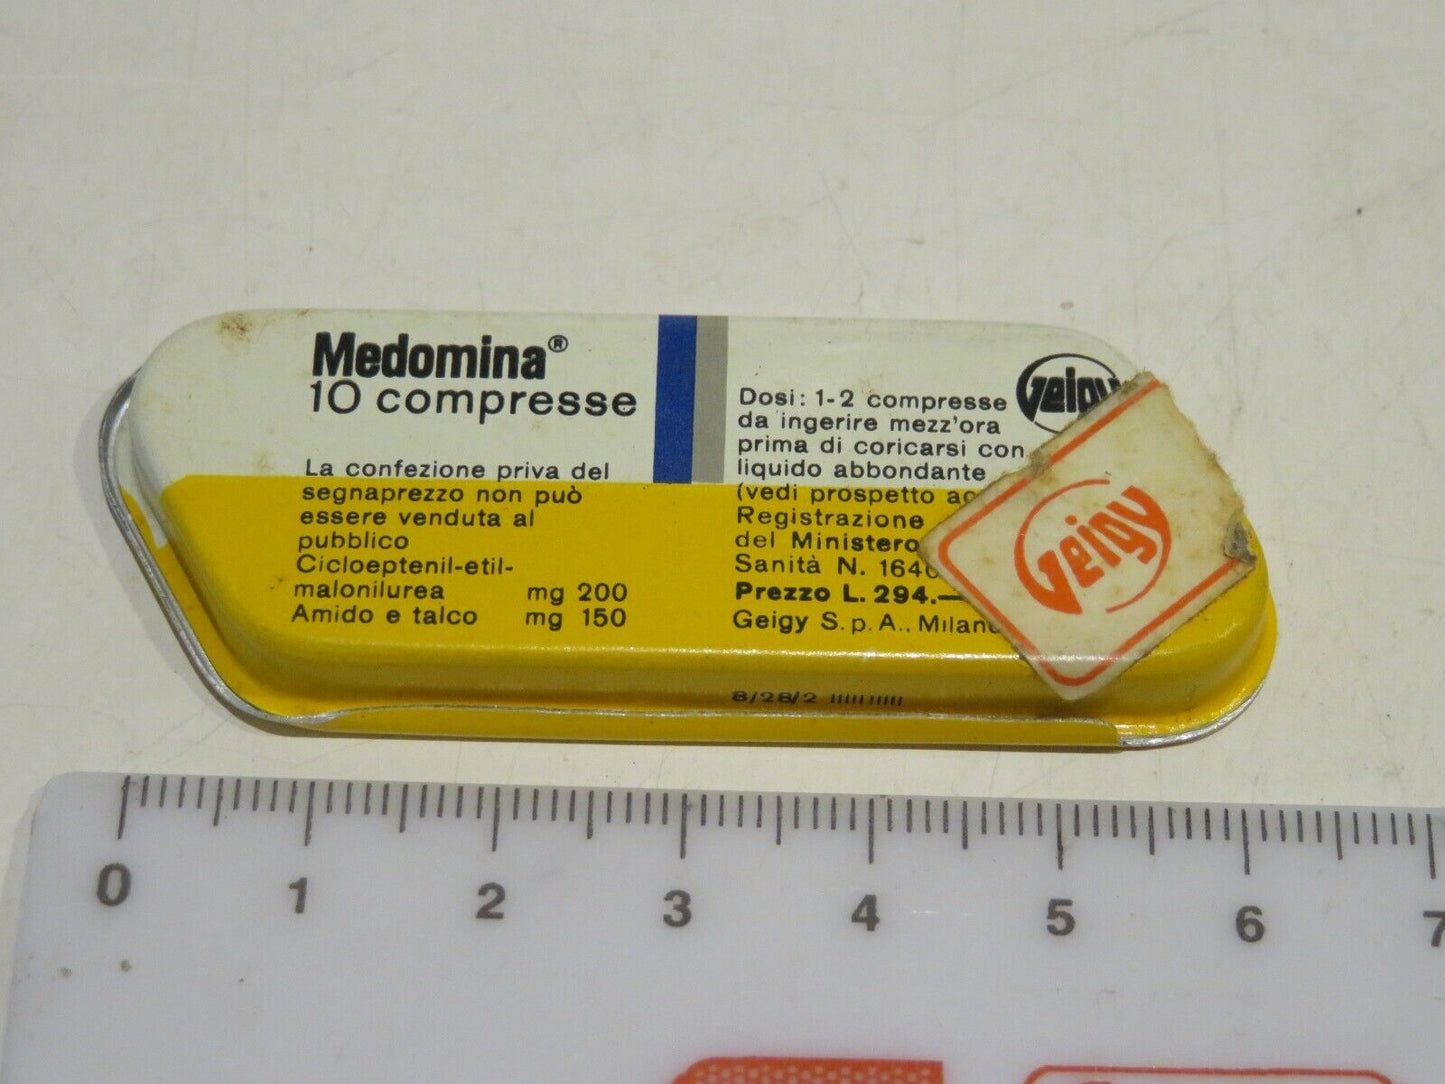 Medomina®
10 compresse
La confezione priva del
segnaprezzo non può
essere venduta al
pubblico
Cicloeptenil-etil-
malonilurea mg 200
Amido e talco mg 150
Dosi: 1-2 compresse
da ingerire mezz'ora
prima di coricarsi con
liquido abbondante
(vedi prospetto
Registrazione
del Ministero
Sanità N.
Prezzo L. 294.—
Geigy S.p.A., Milano
Geigy
Geigy
8/28/2
0 1 2 3 4 5 6 7